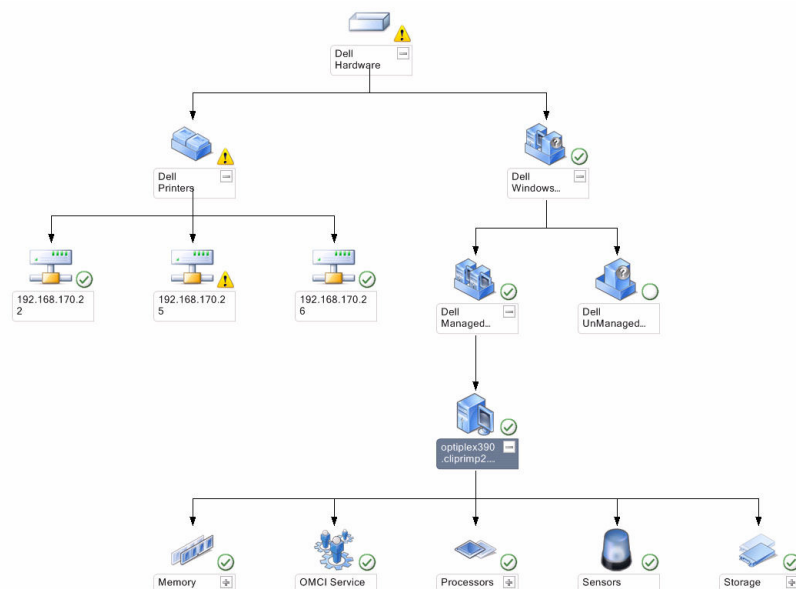 Dell
Hardware
Dell
Printers
Dell
Windows…
192.168.170.2
2
192.168.170.2
5
192.168.170.2
6
Dell
Managed…
Dell
UnManaged…
optiplex390
.cliprimp2…
Memory
OMCI Service
Processors
Sensors
Storage